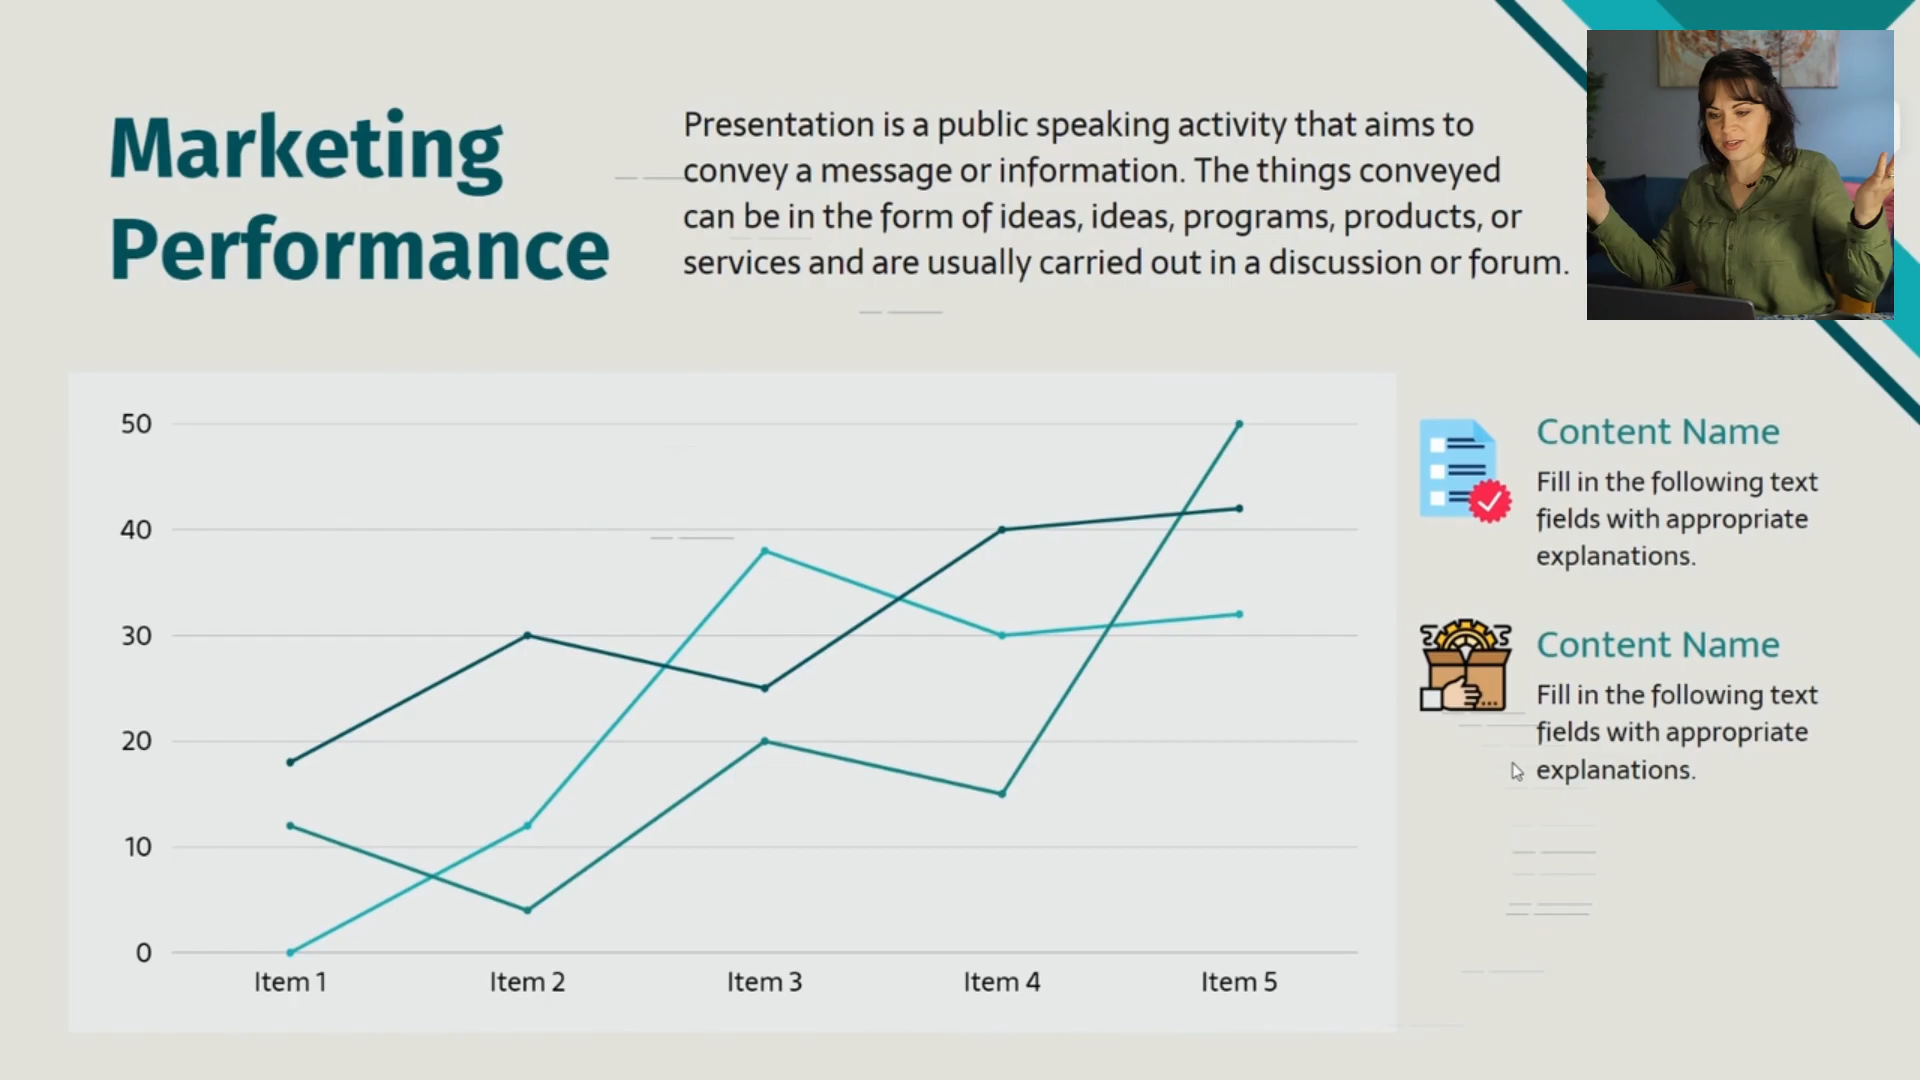 Marketing
Performance
Presentation is a public speaking activity that aims to
convey a message or information. The things conveyed
can be in the form of ideas, ideas, programs, products, or
services and are usually carried out in a discussion or forum.
50
40
30
20
10
0
Item 1
Item 2
Item 3
Item 4
Item 5
Content Name
Fill in the following text
fields with appropriate
explanations.
Content Name
Fill in the following text
fields with appropriate
explanations.